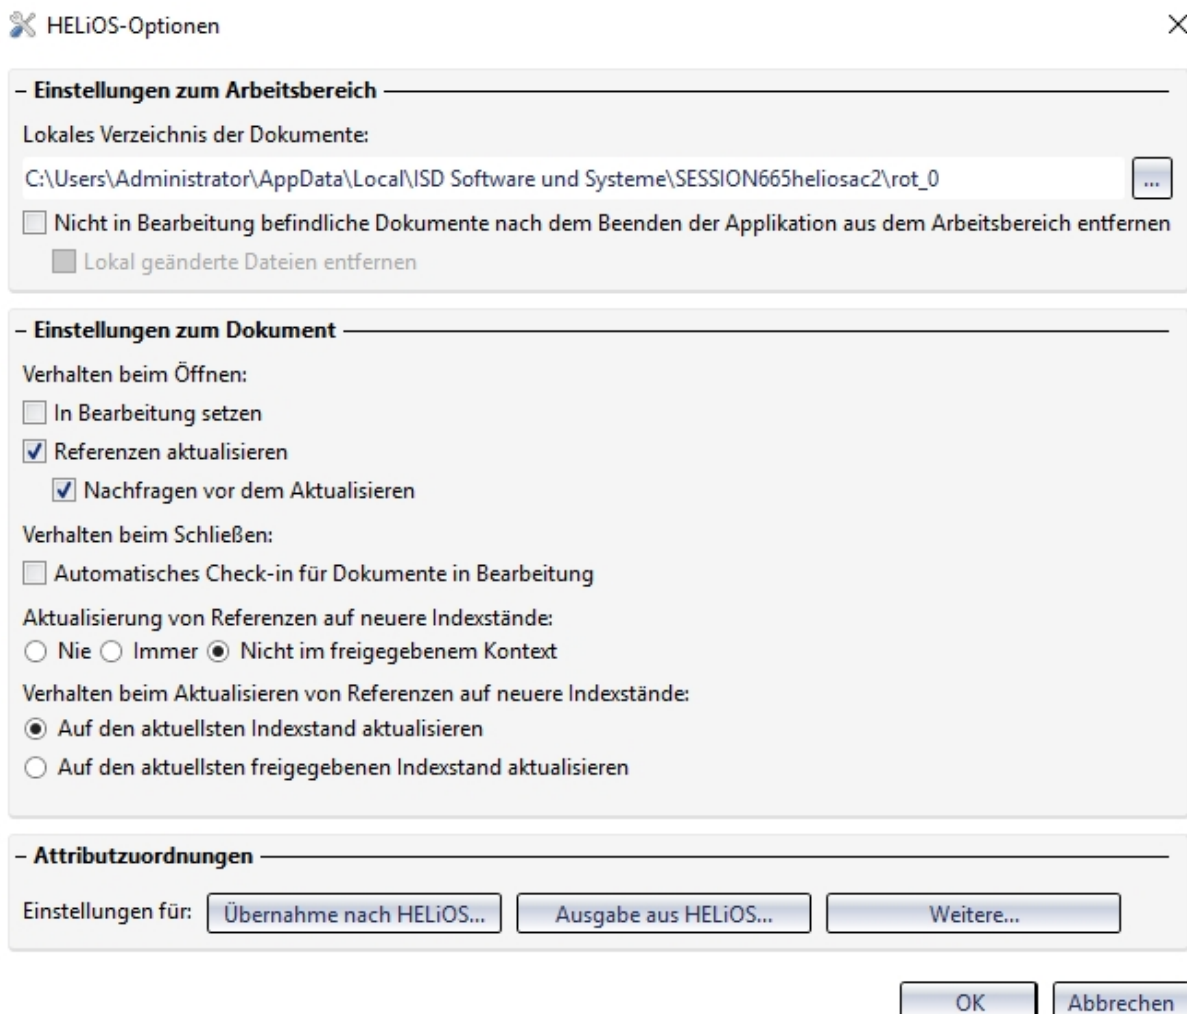 HELiOS-Optionen
Einstellungen zum Arbeitsbereich
Lokales Verzeichnis der Dokumente:
C:\Users\Administrator\AppData\Local\ISD Software und Systeme\SESSION665heliosac2\rot_0
...
Nicht in Bearbeitung befindliche Dokumente nach dem Beenden der Applikation aus dem Arbeitsbereich entfernen
Lokal geänderte Dateien entfernen
Einstellungen zum Dokument
Verhalten beim Öffnen:
In Bearbeitung setzen
Referenzen aktualisieren
Nachfragen vor dem Aktualisieren
Verhalten beim Schließen:
Automatisches Check-in für Dokumente in Bearbeitung
Aktualisierung von Referenzen auf neuere Indexstände:
Nie Immer Nicht im freigegebenem Kontext
Verhalten beim Aktualisieren von Referenzen auf neuere Indexstände:
Auf den aktuellsten Indexstand aktualisieren
Auf den aktuellsten freigegebenen Indexstand aktualisieren
Attributzuordnungen
Einstellungen für: Übernahme nach HELiOS... Ausgabe aus HELiOS... Weitere...
OK Abbrechen